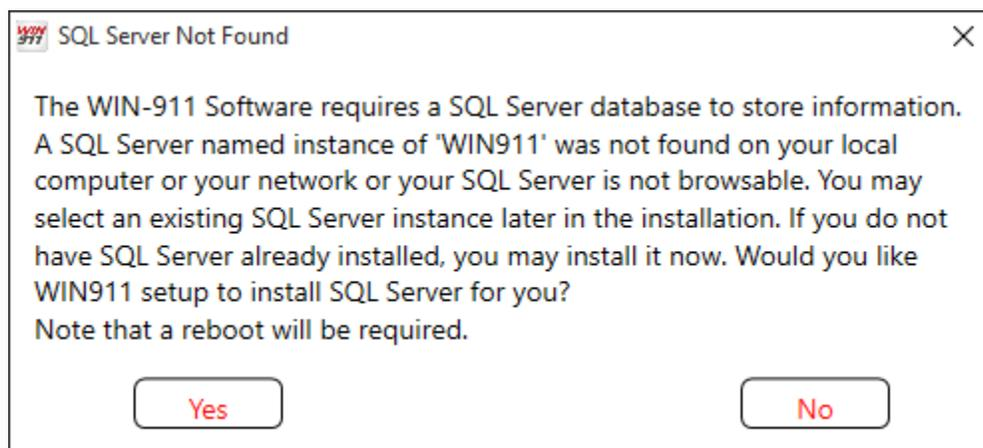 WIN
911
SQL Server Not Found
The WIN-911 Software requires a SQL Server database to store information.
A SQL Server named instance of 'WIN911' was not found on your local
computer or your network or your SQL Server is not browsable. You may
select an existing SQL Server instance later in the installation. If you do not
have SQL Server already installed, you may install it now. Would you like
WIN911 setup to install SQL Server for you?
Note that a reboot will be required.
Yes
No